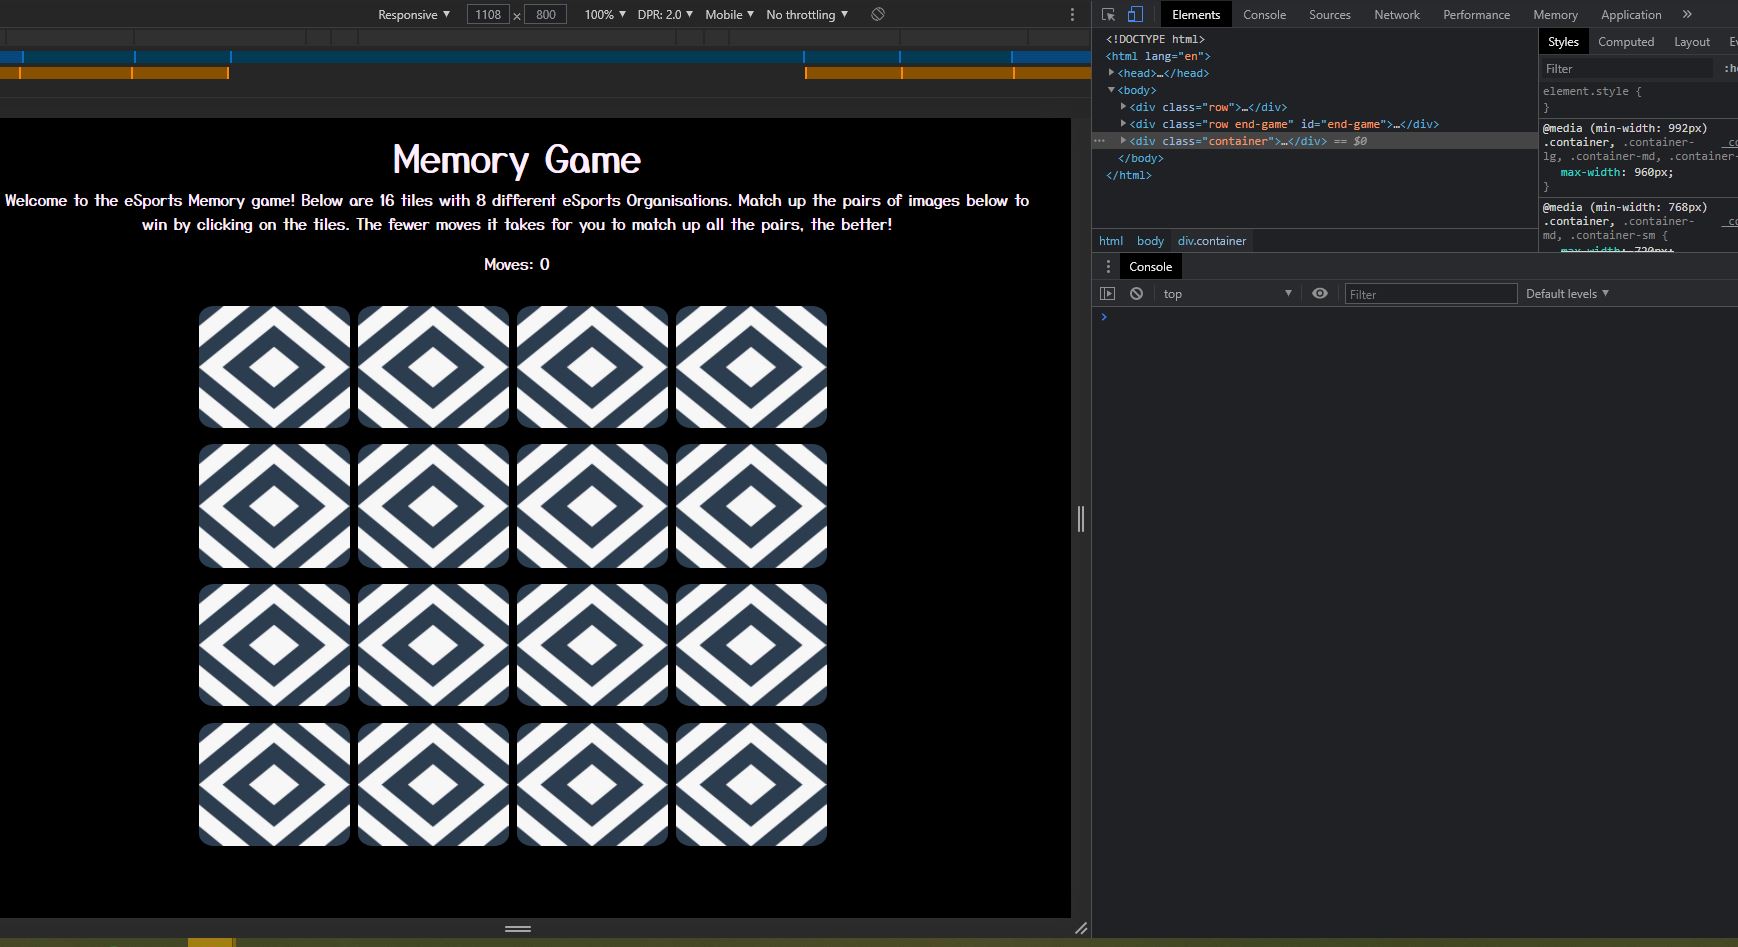 Responsive 1108 × 800 100% DPR: 2.0 Mobile No throttling
Memory Game
Welcome to the eSports Memory game! Below are 16 tiles with 8 different eSports Organisations. Match up the pairs of images below to
win by clicking on the tiles. The fewer moves it takes for you to match up all the pairs, the better!
Moves: 0
Elements Console Sources Network Performance Memory Application »
<!DOCTYPE html>
<html lang="en">
<head>…</head>
<body>
<div class="row">…</div>
<div class="row end-game" id="end-game">…</div>
<div class="container">…</div> == $0
</body>
</html>
html body div.container
Styles Computed Layout
Filter
element.style {
}
@media (min-width: 992px)
.container, .container-
lg, .container-md, .container-
max-width: 960px;
}
@media (min-width: 768px)
.container, .container-
md, .container-sm {
max-width: 720px;
Console
top Filter Default levels